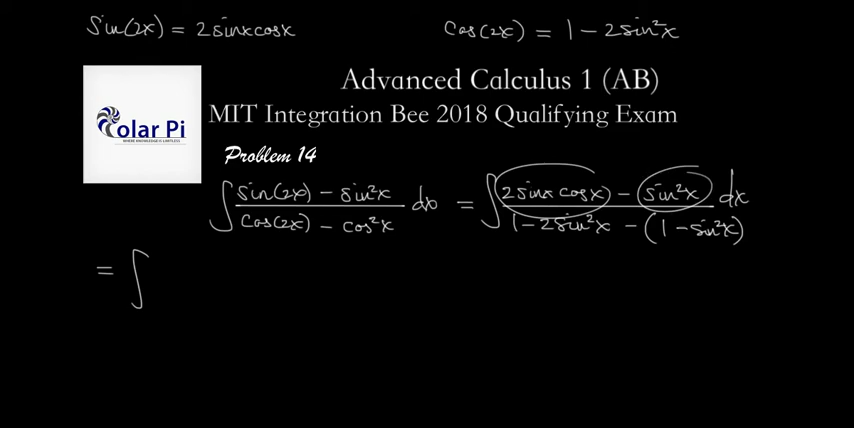 Sin(2x) = 2sinxcosx    Cos(2x) = 1 - 2sin²x
Advanced Calculus 1 (AB)
MIT Integration Bee 2018 Qualifying Exam
olar Pi
WHERE KNOWLEDGE IS LIMITLESS
Problem 14
∫ (sin(2x) - sin²x)/(cos(2x) - cos²x) dx = ∫ (2sinx cosx - sin²x)/(1 - 2sin²x - (1 - sin²x)) dx
= ∫